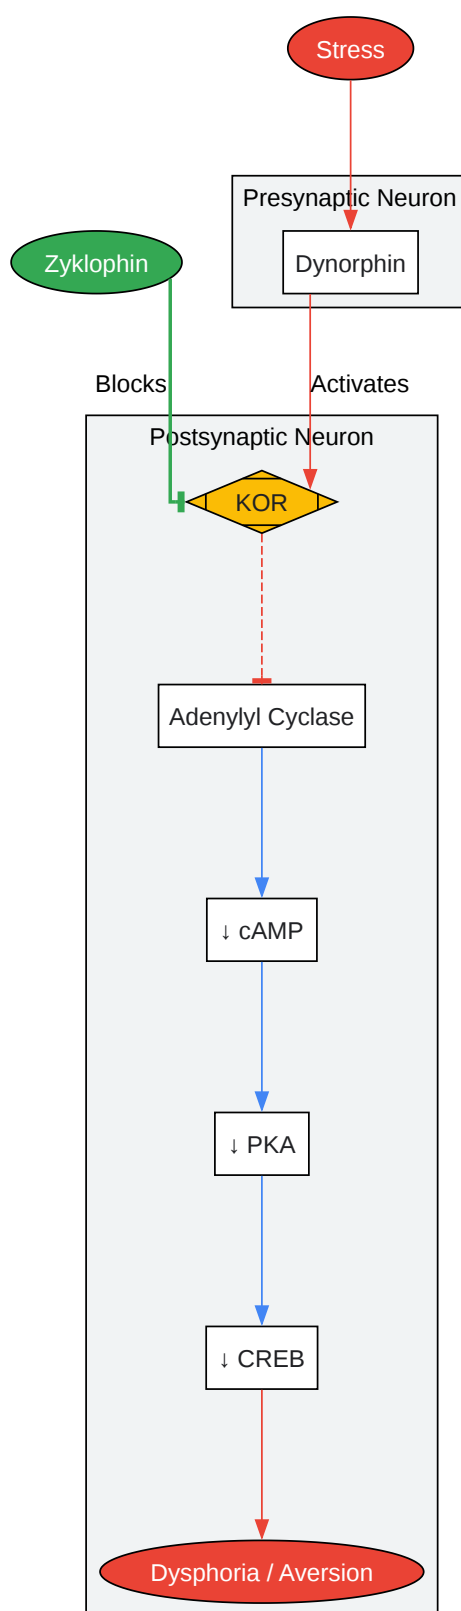 Stress
Presynaptic Neuron
Zyklophin
Dynorphin
Blocks
Activates
Postsynaptic Neuron
KOR
Adenylyl Cyclase
↓ cAMP
↓ PKA
↓ CREB
Dysphoria / Aversion